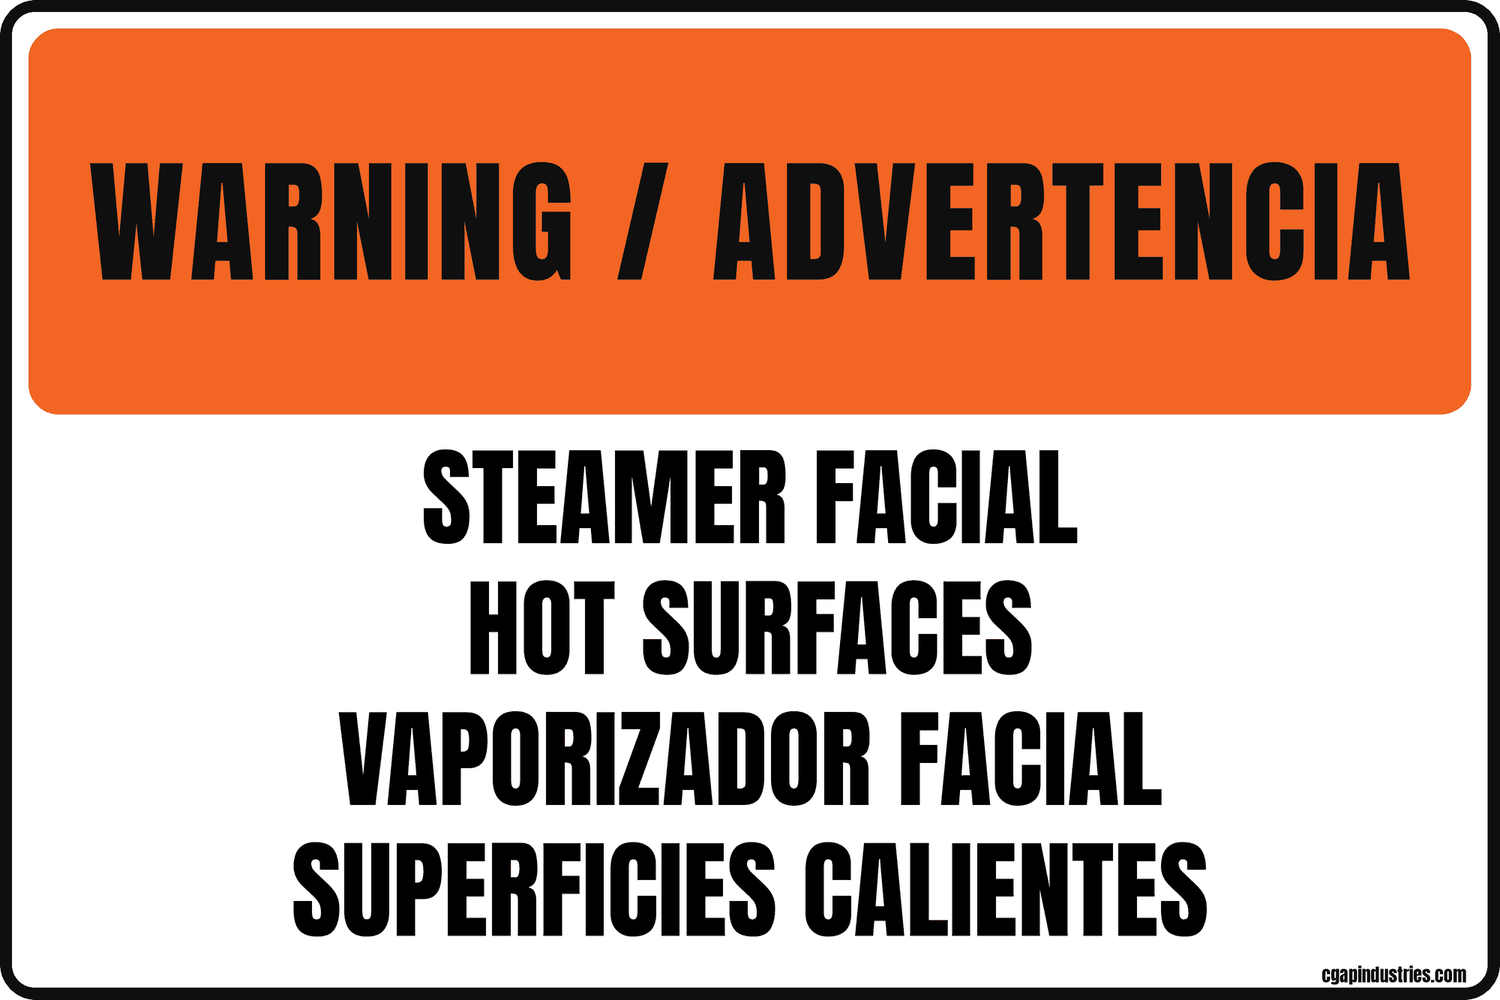 WARNING / ADVERTENCIA
STEAMER FACIAL
HOT SURFACES
VAPORIZADOR FACIAL
SUPERFICIES CALIENTES
cgapindustries.com